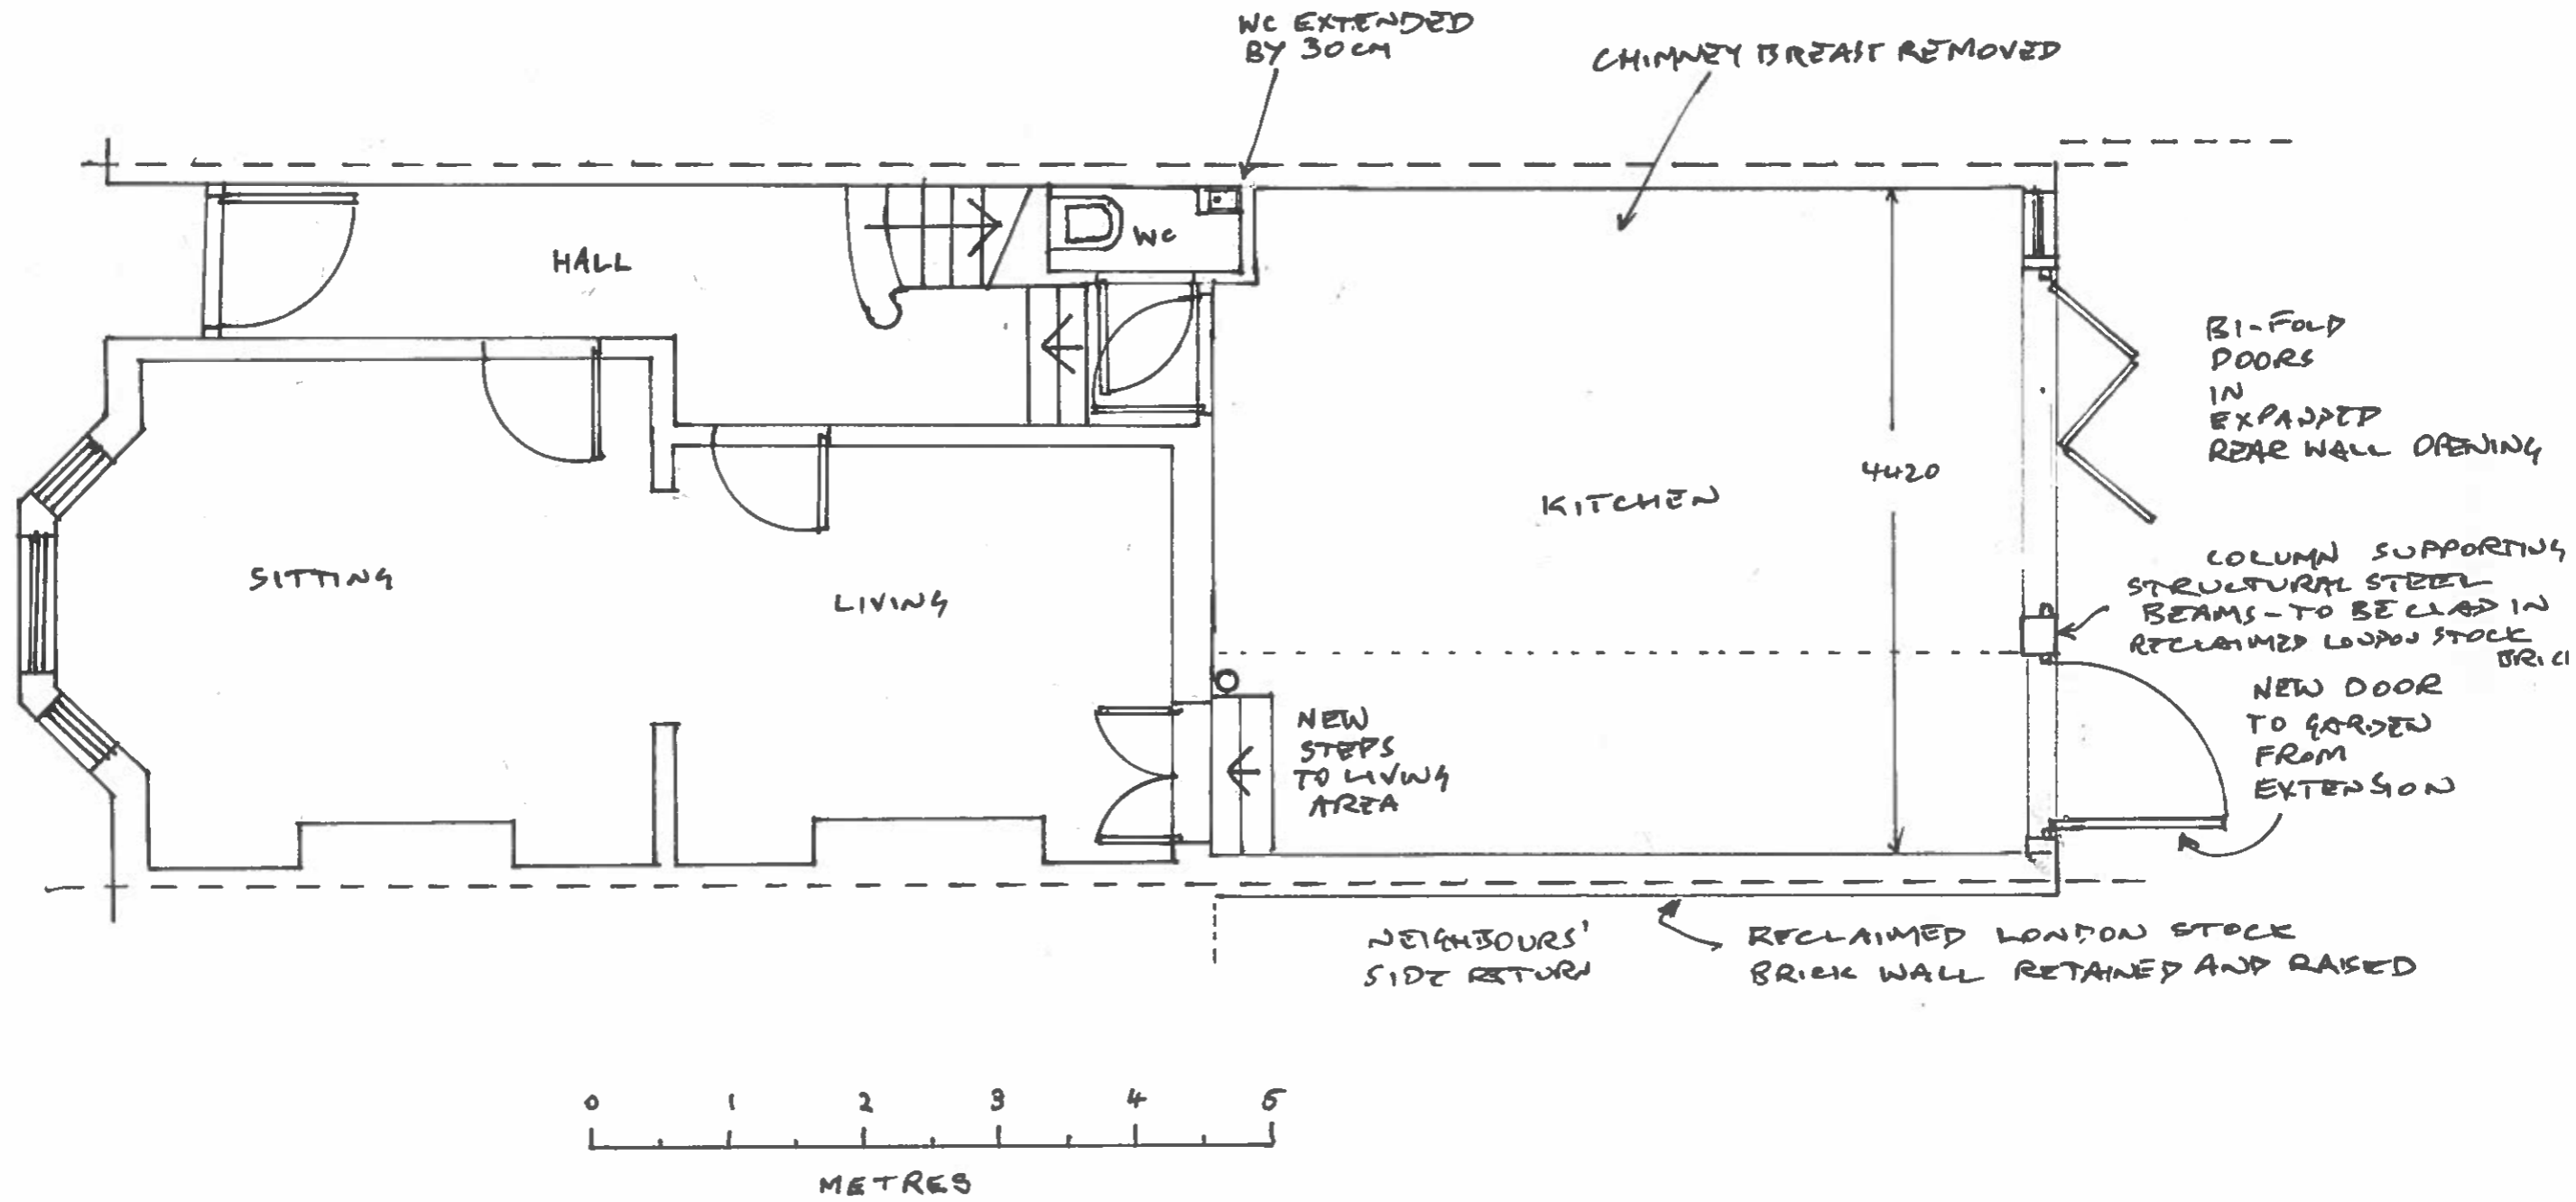 WC EXTENDED
BY 30CM
CHIMNEY BREAST REMOVED
HALL
WC
BI-FOLD
DOORS
IN
EXPANDED
REAR WALL OPENING
4420
KITCHEN
SITTING
LIVING
COLUMN SUPPORTING
STRUCTURAL STEEL
BEAMS - TO BE CLAD IN
RECLAIMED LONDON STOCK
NEW DOOR
TO GARDEN
FROM
EXTENSION
NEW
STEPS
TO LIVING
AREA
NEIGHBOURS'
SIDE RETURN
RECLAIMED LONDON STOCK
BRICK WALL RETAINED AND RAISED
0 1 2 3 4 5
METRES